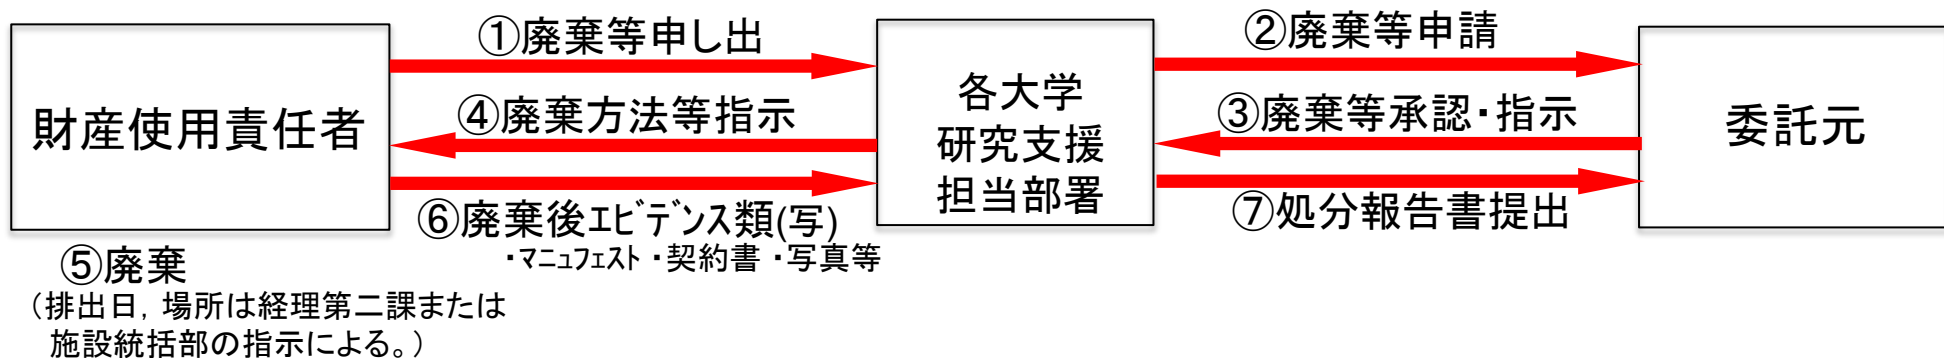 ①廃棄等申し出
②廃棄等申請
財産使用責任者
各大学
研究支援
担当部署
委託元
④廃棄方法等指示
③廃棄等承認・指示
⑥廃棄後ｴﾋﾞﾃﾞﾝｽ類(写)
・ﾏﾆｭﾌｪｽﾄ ・契約書 ・写真等
⑦処分報告書提出
⑤廃棄
（排出日，場所は経理第二課または
施設統括部の指示による。）